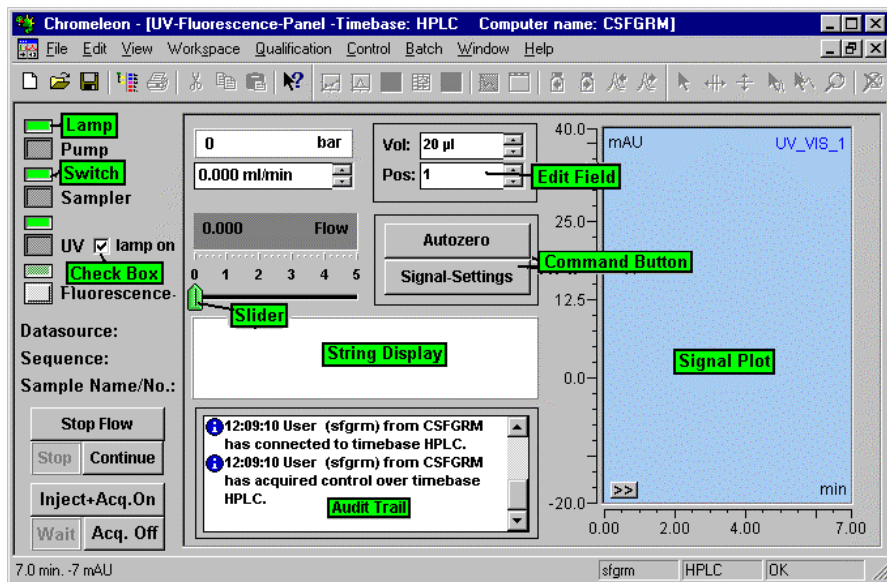 Chromeleon - [UV-Fluorescence-Panel -Timebase: HPLC    Computer name: CSFGRM]
File Edit View Workspace Qualification Control Batch Window Help
Lamp
Pump
Switch
Sampler
UV lamp on
Check Box
Fluorescence-
Datasource:
Sequence:
Sample Name/No.:
Stop Flow
Stop Continue
Inject+Acq.On
Wait Acq. Off
0 bar
0.000 ml/min
0.000 Flow
0 1 2 3 4 5
Slider
Vol: 20 µl
Pos: 1
Edit Field
Autozero
Signal-Settings
Command Button
String Display
12:09:10 User (sfgrm) from CSFGRM
has connected to timebase HPLC.
12:09:10 User (sfgrm) from CSFGRM
has acquired control over timebase
HPLC.
Audit Trail
40.0
mAU UV_VIS_1
25.0
12.5
Signal Plot
0.0
>> min
-20.0
0.00 2.00 4.00 7.00
7.0 min. -7 mAU sfgrm HPLC OK